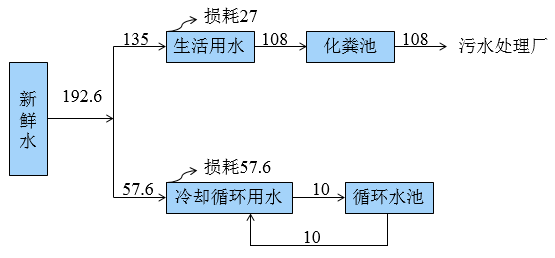 损耗27
135
生活用水
108
化粪池
108
污水处理厂
新鲜水
192.6
损耗57.6
57.6
冷却循环用水
10
循环水池
10